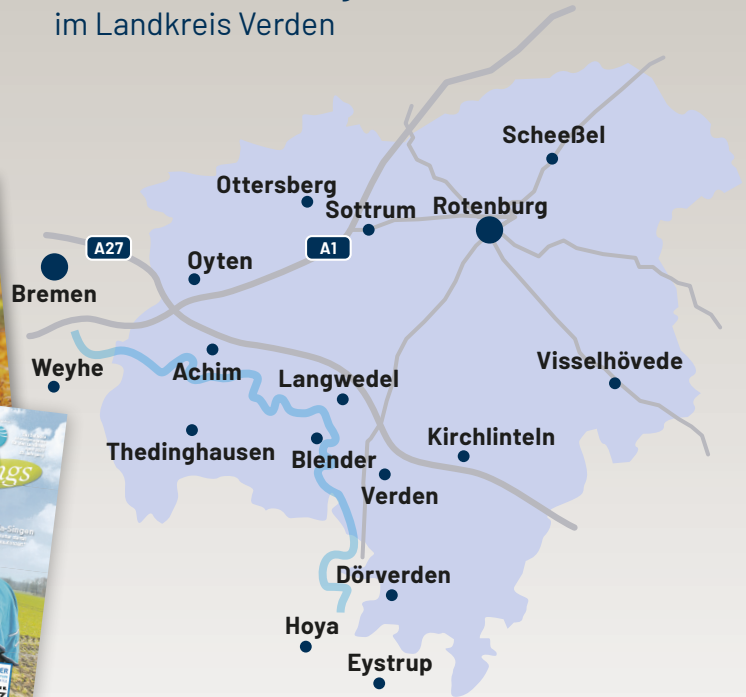 im Landkreis Verden
Scheeßel
Ottersberg
Sottrum
Rotenburg
A27
A1
Oyten
Bremen
Weyhe
Achim
Langwedel
Visselhövede
Thedinghausen
Blender
Kirchlinteln
Verden
Dörverden
Hoya
Eystrup